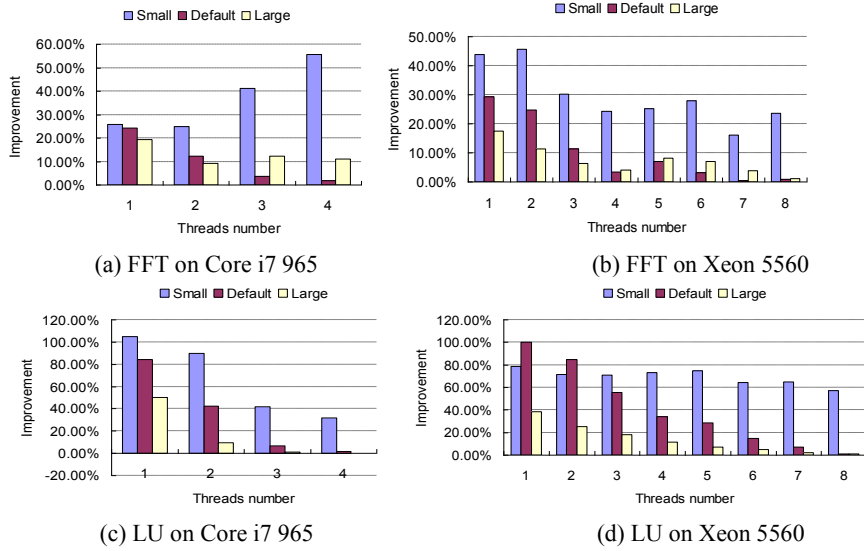 Small Default Large
60.00%
50.00%
40.00%
30.00%
20.00%
10.00%
0.00%
Improvement
1 2 3 4
Threads number
(a) FFT on Core i7 965
Small Default Large
50.00%
40.00%
30.00%
20.00%
10.00%
0.00%
Improvement
1 2 3 4 5 6 7 8
Threads number
(b) FFT on Xeon 5560
Small Default Large
120.00%
100.00%
80.00%
60.00%
40.00%
20.00%
0.00%
-20.00%
Improvement
1 2 3 4
Threads number
(c) LU on Core i7 965
Small Default Large
120.00%
100.00%
80.00%
60.00%
40.00%
20.00%
0.00%
Improvement
1 2 3 4 5 6 7 8
Threads number
(d) LU on Xeon 5560